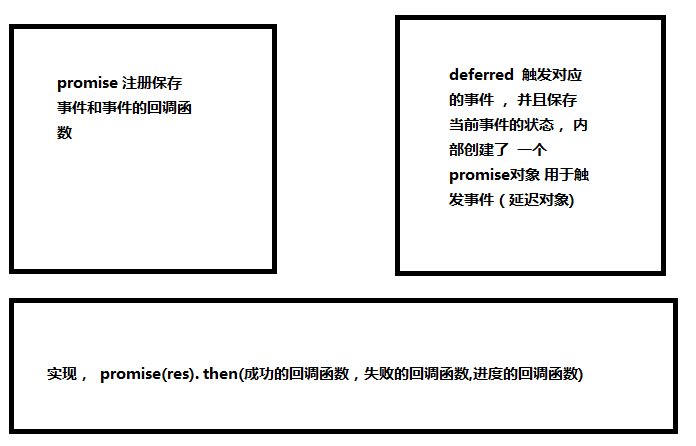 promise 注册保存
事件和事件的回调函
数
deferred 触发对应
的事件 ， 并且保存
当前事件的状态 ， 内
部创建了 一个
promise对象 用于触
发事件 ( 延迟对象)
实现 ， promise(res). then(成功的回调函数 , 失败的回调函数,进度的回调函数)